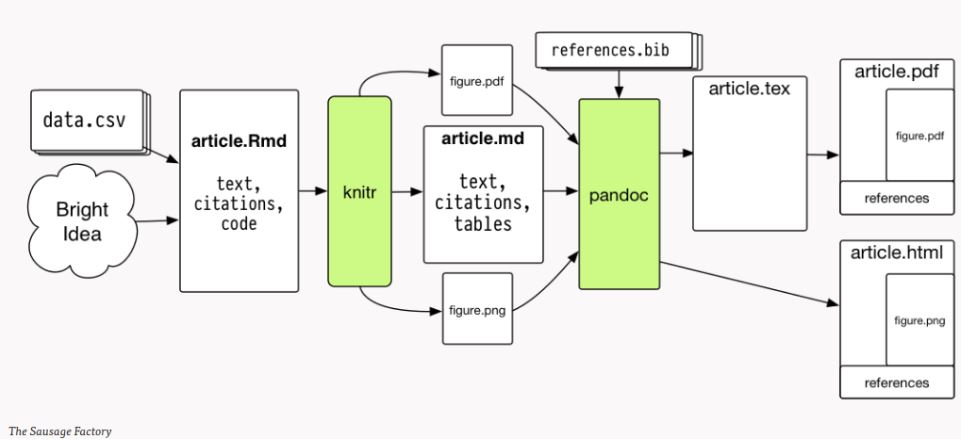 data.csv
Bright
Idea
article.Rmd
text,
citations,
code
knitr
figure.pdf
article.md
text,
citations,
tables
figure.png
references.bib
pandoc
article.tex
article.pdf
figure.pdf
references
article.html
figure.png
references
The Sausage Factory